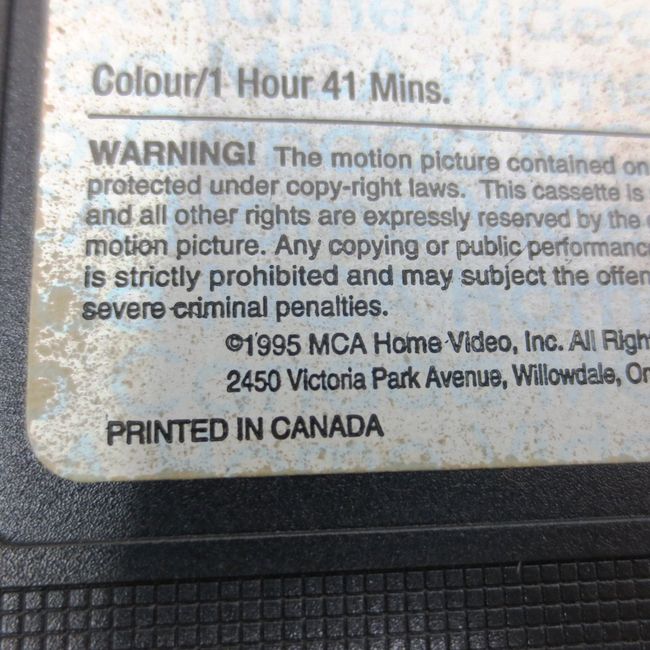 Colour/1 Hour 41 Mins.
WARNING! The motion picture contained on
protected under copy-right laws. This cassette is
and all other rights are expressly reserved by the
motion picture. Any copying or public performance
is strictly prohibited and may subject the offen
severe criminal penalties.
©1995 MCA Home Video, Inc. All Righ
2450 Victoria Park Avenue, Willowdale, On
PRINTED IN CANADA